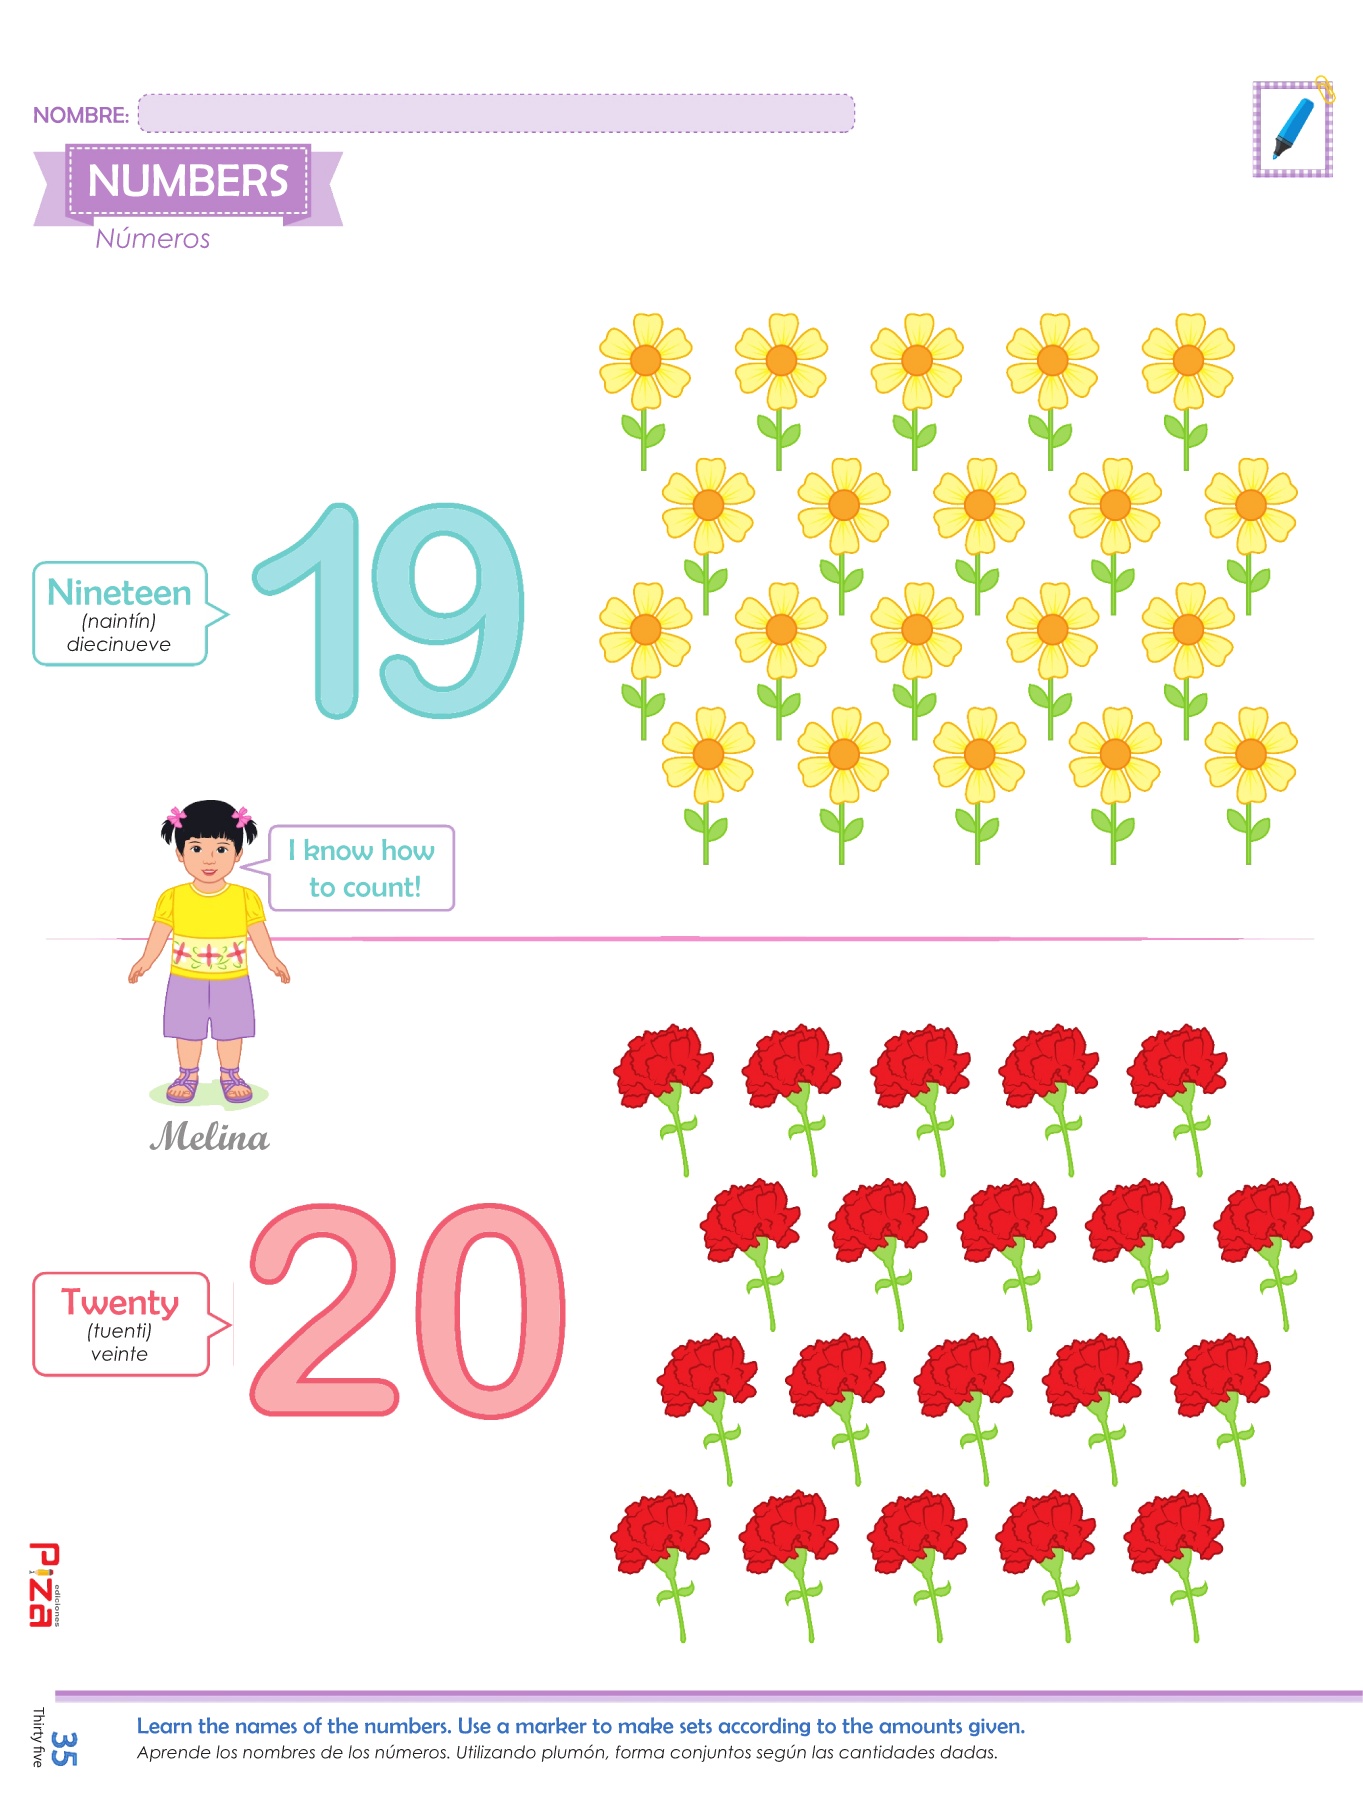 NOMBRE:
NUMBERS
Números
19
Nineteen
(naintín)
diecinueve
I know how
to count!
Melina
20
Twenty
(tuenti)
veinte
Piza
ediciones
35
Thirty five
Learn the names of the numbers. Use a marker to make sets according to the amounts given.
Aprende los nombres de los números. Utilizando plumón, forma conjuntos según las cantidades dadas.